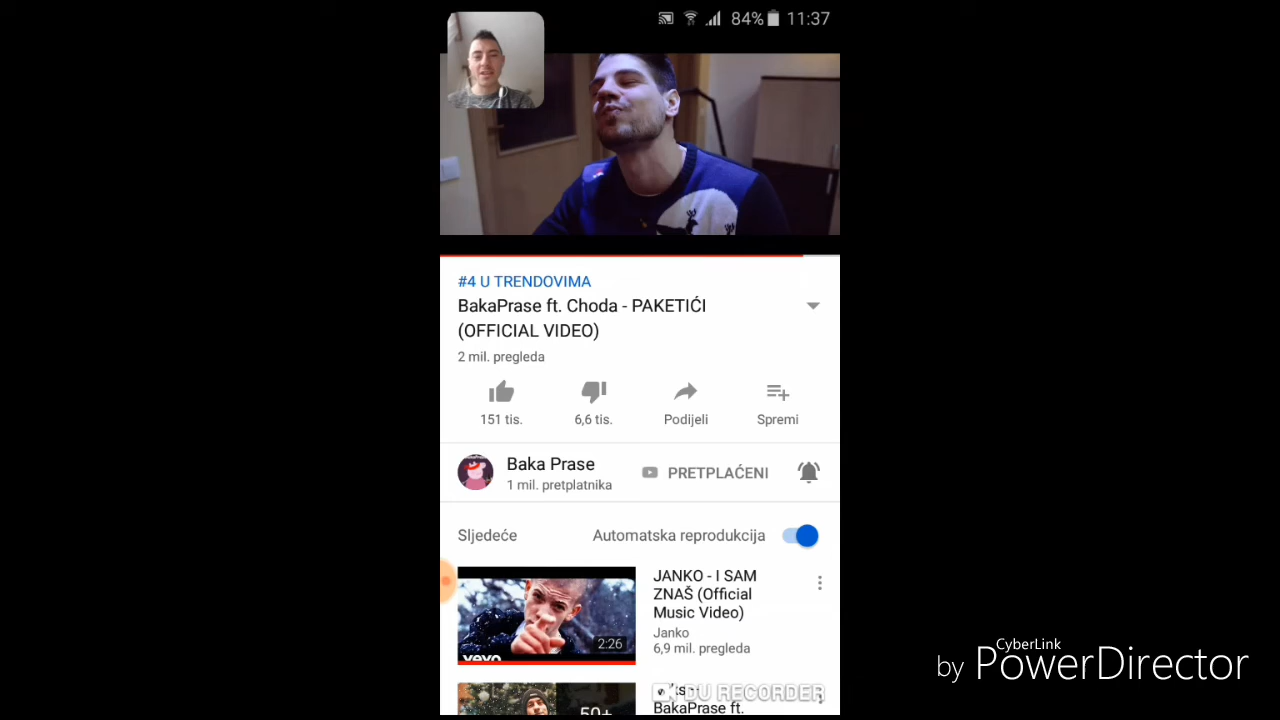 84% 11:37
#4 U TRENDOVIMA
BakaPrase ft. Choda - PAKETIĆI
(OFFICIAL VIDEO)
2 mil. pregleda
151 tis. 6,6 tis. Podijeli Spremi
Baka Prase
1 mil. pretplatnika
PRETPLAĆENI
Sljedeće Automatska reprodukcija
JANKO - I SAM
ZNAŠ (Official
Music Video)
Janko
6,9 mil. pregleda
2:26
vevo
50+
DU RECORDER
BakaPrase ft.
CyberLink
by PowerDirector